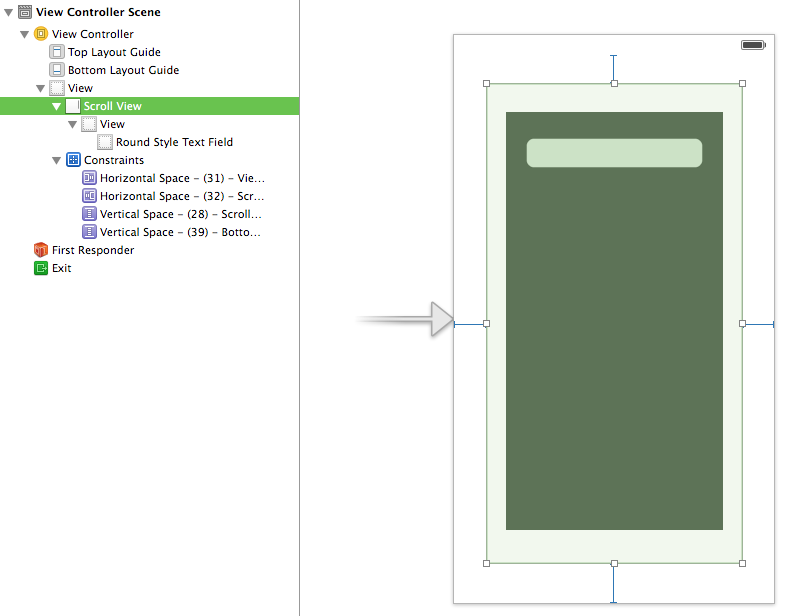 View Controller Scene
View Controller
Top Layout Guide
Bottom Layout Guide
View
Scroll View
View
Round Style Text Field
Constraints
Horizontal Space - (31) - Vie...
Horizontal Space - (32) - Scr...
Vertical Space - (28) - Scroll...
Vertical Space - (39) - Botto...
First Responder
Exit